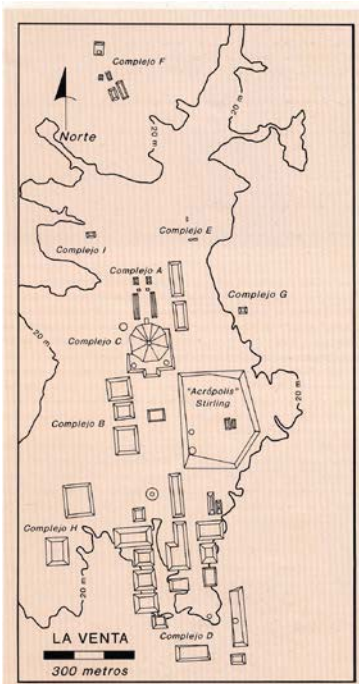 Complejo F
20 m
20 m
Norte
Complejo E
Complejo I
Complejo A
Complejo G
20 m
Complejo C
"Acrópolis"
Stirling
20 m
Complejo B
Complejo H
20 m
LA VENTA
Complejo D
300 metros